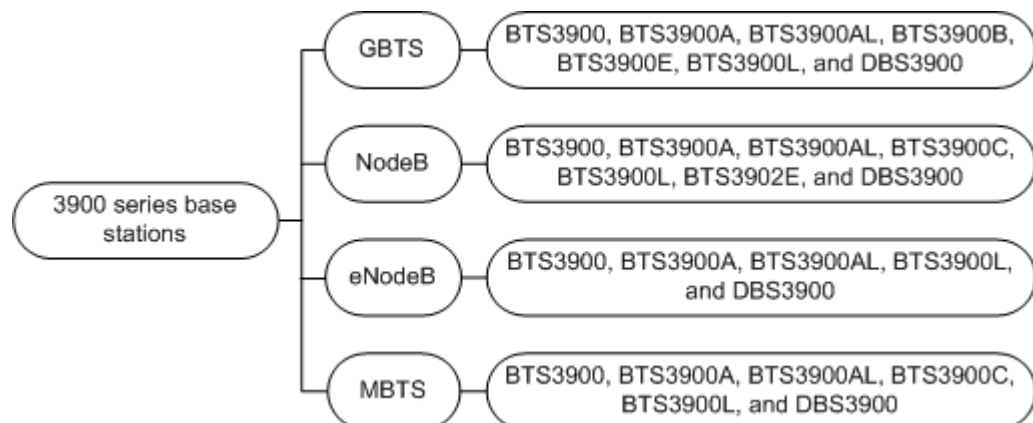 GBTS
BTS3900, BTS3900A, BTS3900AL, BTS3900B,
BTS3900E, BTS3900L, and DBS3900
NodeB
BTS3900, BTS3900A, BTS3900AL, BTS3900C,
BTS3900L, BTS3902E, and DBS3900
3900 series base
stations
eNodeB
BTS3900, BTS3900A, BTS3900AL, BTS3900L,
and DBS3900
MBTS
BTS3900, BTS3900A, BTS3900AL, BTS3900C,
BTS3900L, and DBS3900